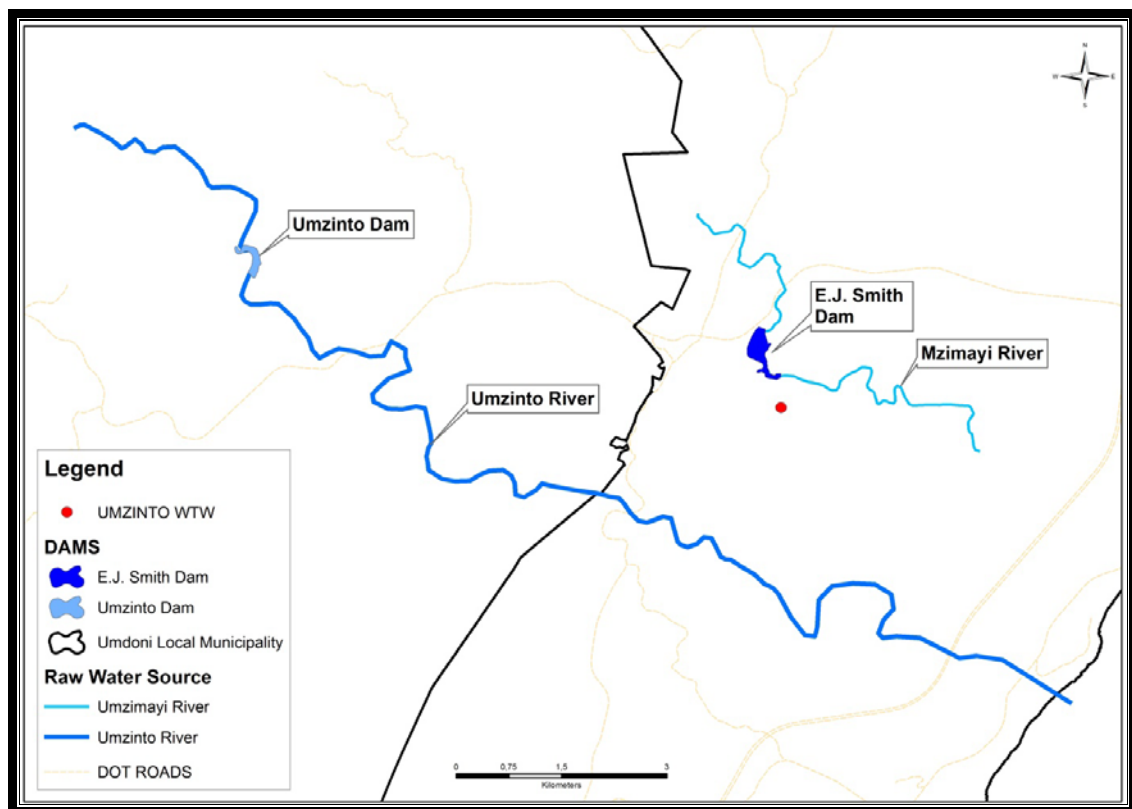 N
W
E
S
Umzinto Dam
E.J. Smith
Dam
Mzimayi River
Umzinto River
Legend
UMZINTO WTW
DAMS
E.J. Smith Dam
Umzinto Dam
Umdoni Local Municipality
Raw Water Source
Umzimayi River
Umzinto River
DOT ROADS
0 0,75 1,5 3
Kilometers